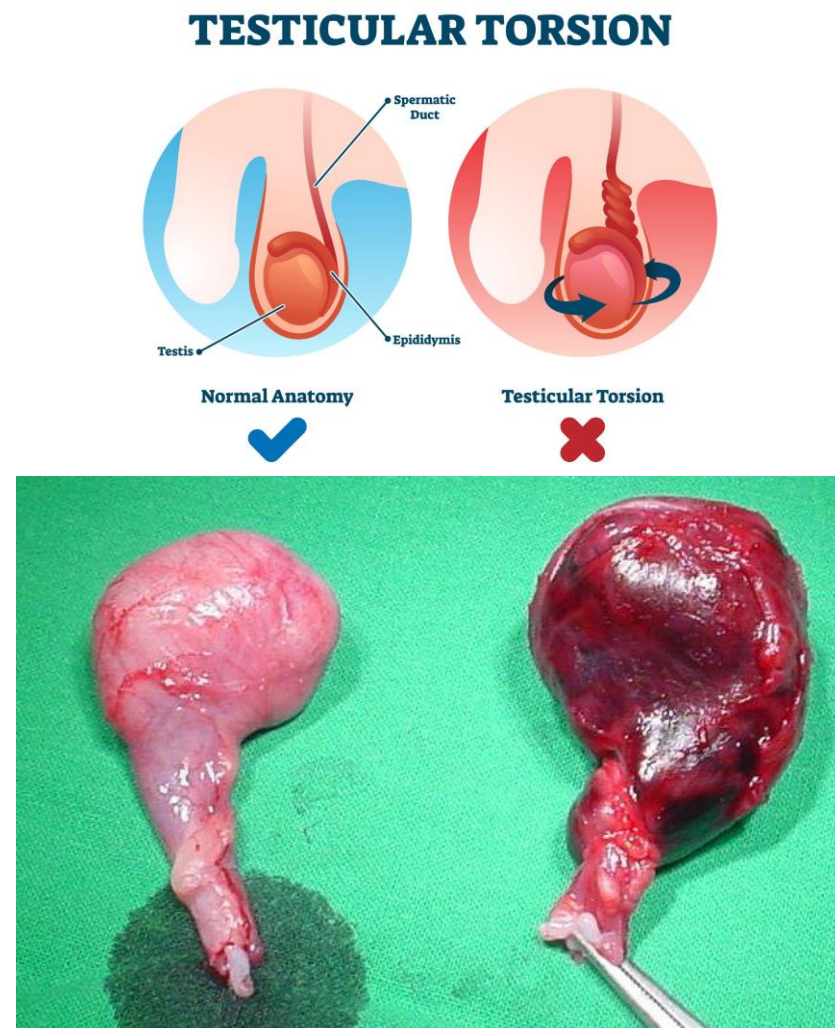 TESTICULAR TORSION
Spermatic
Duct
Testis
Epididymis
Normal Anatomy
Testicular Torsion